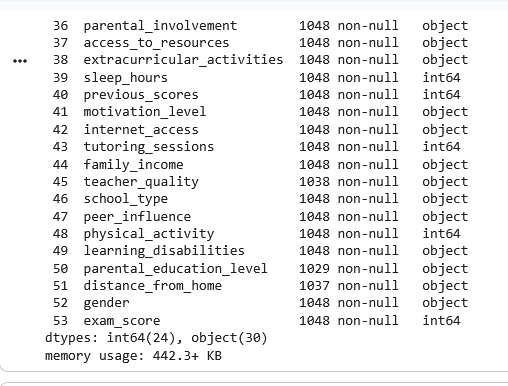 36 parental_involvement 1048 non-null object
37 access_to_resources 1048 non-null object
38 extracurricular_activities 1048 non-null object
39 sleep_hours 1048 non-null int64
40 previous_scores 1048 non-null int64
41 motivation_level 1048 non-null object
42 internet_access 1048 non-null object
43 tutoring_sessions 1048 non-null int64
44 family_income 1048 non-null object
45 teacher_quality 1038 non-null object
46 school_type 1048 non-null object
47 peer_influence 1048 non-null object
48 physical_activity 1048 non-null int64
49 learning_disabilities 1048 non-null object
50 parental_education_level 1029 non-null object
51 distance_from_home 1037 non-null object
52 gender 1048 non-null object
53 exam_score 1048 non-null int64
dtypes: int64(24), object(30)
memory usage: 442.3+ KB